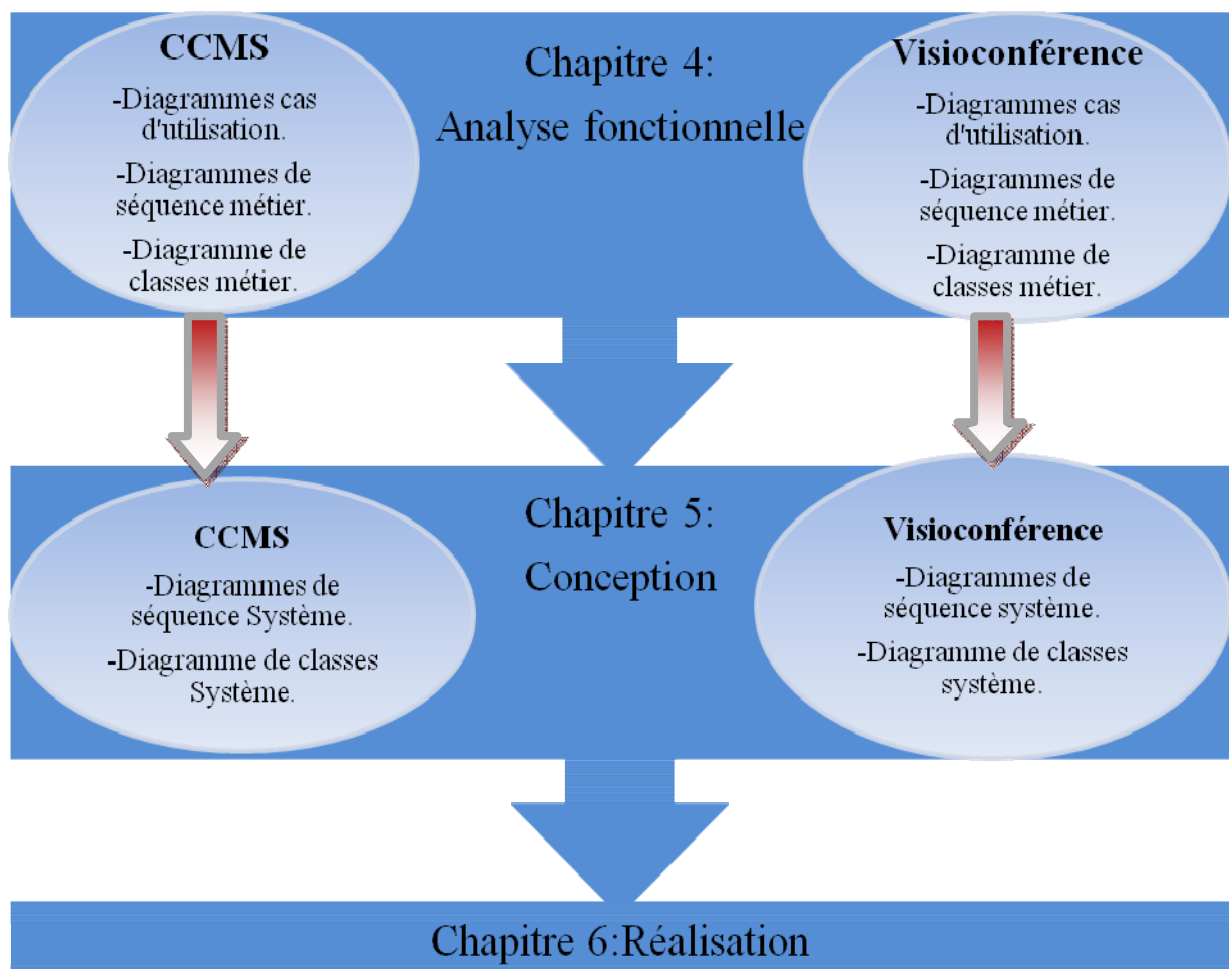 CCMS
-Diagrammes cas
d'utilisation.
-Diagrammes de
séquence métier.
-Diagramme de
classes métier.
Chapitre 4:
Analyse fonctionnelle
Visioconférence
-Diagrammes cas
d'utilisation.
-Diagrammes de
séquence métier.
-Diagramme de
classes métier.
CCMS
-Diagrammes de
séquence Système.
-Diagramme de classes
Système.
Chapitre 5:
Conception
Visioconférence
-Diagrammes de
séquence système.
-Diagramme de classes
système.
Chapitre 6:Réalisation